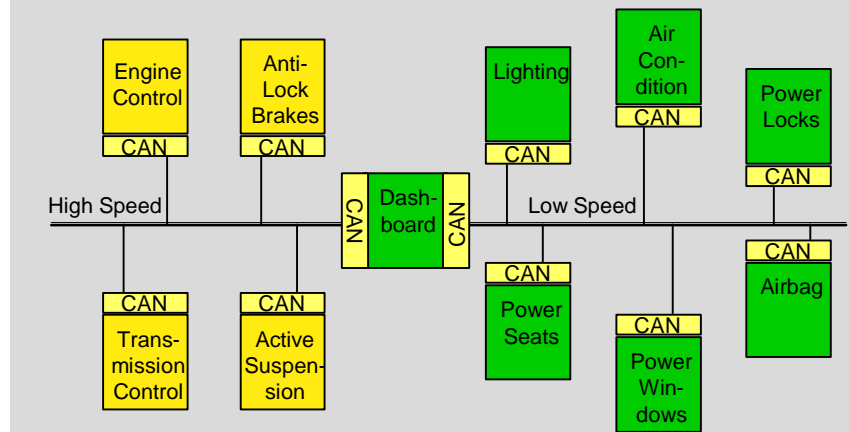 Engine
Control
CAN
Anti-
Lock
Brakes
CAN
Lighting
CAN
Air
Con-
dition
CAN
Power
Locks
CAN
High Speed
CAN
Dash-
board
CAN
Low Speed
CAN
Trans-
mission
Control
CAN
Active
Suspen-
sion
CAN
Power
Seats
CAN
Power
Win-
dows
CAN
Airbag